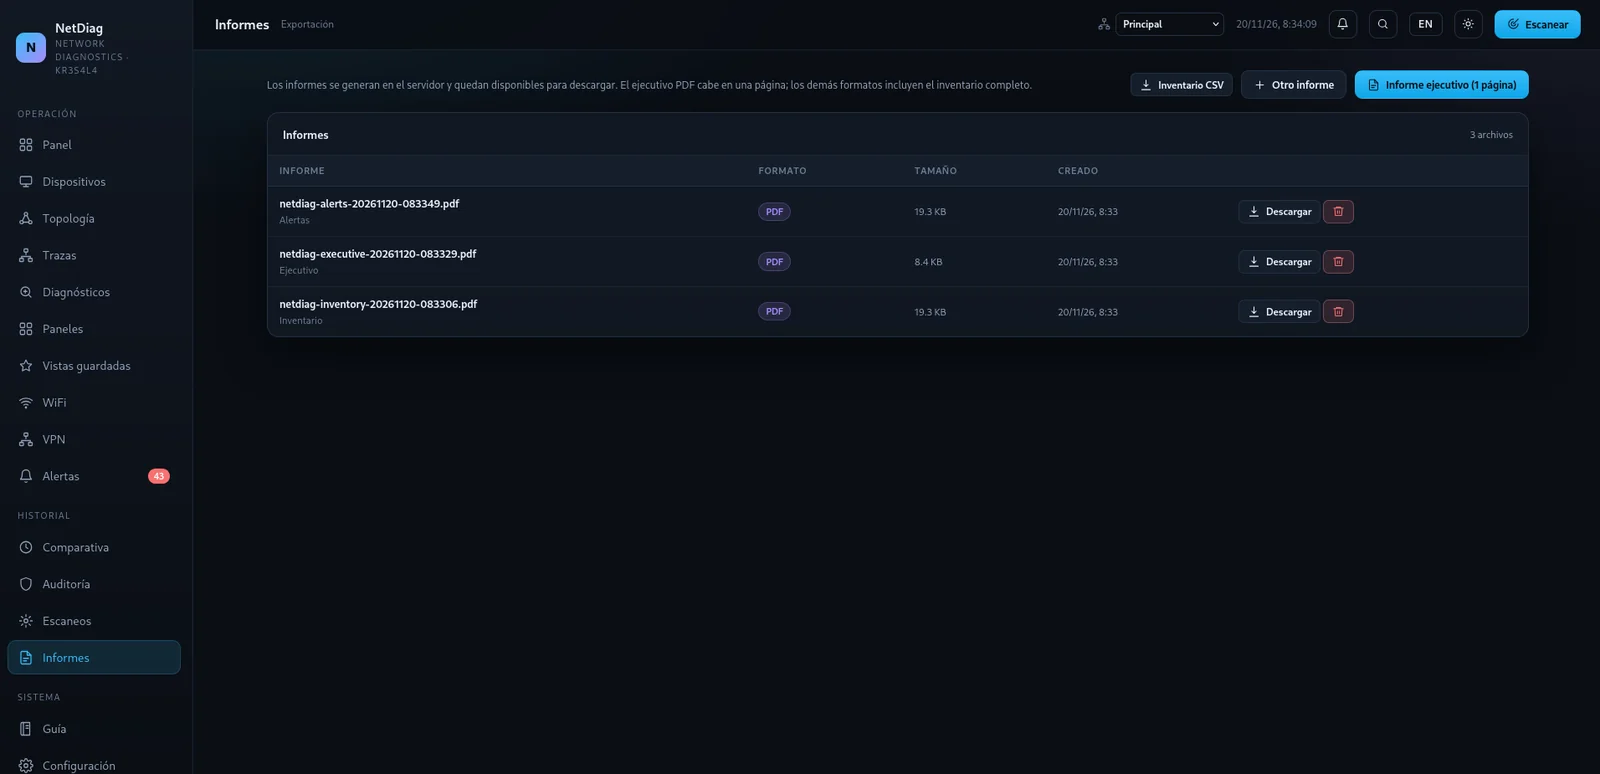 N
NetDiag
NETWORK
DIAGNOSTICS ·
KR3S4L4
OPERACIÓN
Panel
Dispositivos
Topología
Trazas
Diagnósticos
Paneles
Vistas guardadas
WiFi
VPN
Alertas 43
HISTORIAL
Comparativa
Auditoría
Escaneos
Informes
SISTEMA
Guía
Configuración
Informes Exportación Principal 20/11/26, 8:34:09 EN Escanear
Los informes se generan en el servidor y quedan disponibles para descargar. El ejecutivo PDF cabe en una página; los demás formatos incluyen el inventario completo. Inventario CSV Otro informe Informe ejecutivo (1 página)
Informes 3 archivos
INFORME FORMATO TAMAÑO CREADO
netdiag-alerts-20261120-083349.pdf
Alertas
PDF 19.3 KB 20/11/26, 8:33 Descargar
netdiag-executive-20261120-083329.pdf
Ejecutivo
PDF 8.4 KB 20/11/26, 8:33 Descargar
netdiag-inventory-20261120-083306.pdf
Inventario
PDF 19.3 KB 20/11/26, 8:33 Descargar